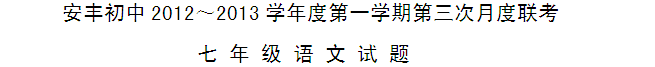 安丰初中 2012～2013 学年度第一学期第三次月度联考
七 年 级 语 文 试 题